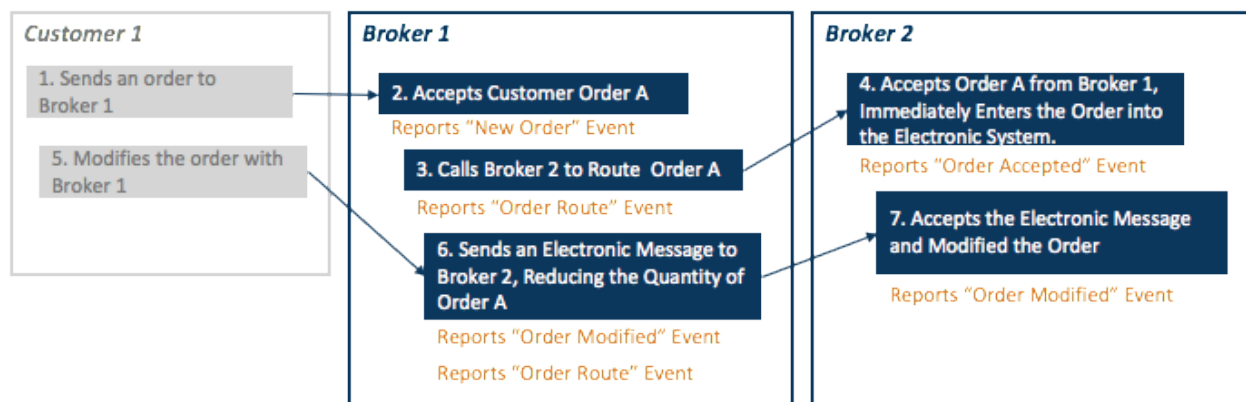 Customer 1
1. Sends an order to
Broker 1
5. Modifies the order with
Broker 1
Broker 1
2. Accepts Customer Order A
Reports “New Order” Event
3. Calls Broker 2 to Route Order A
Reports “Order Route” Event
6. Sends an Electronic Message to
Broker 2, Reducing the Quantity of
Order A
Reports “Order Modified” Event
Reports “Order Route” Event
Broker 2
4. Accepts Order A from Broker 1,
Immediately Enters the Order into
the Electronic System.
Reports “Order Accepted” Event
7. Accepts the Electronic Message
and Modified the Order
Reports “Order Modified” Event